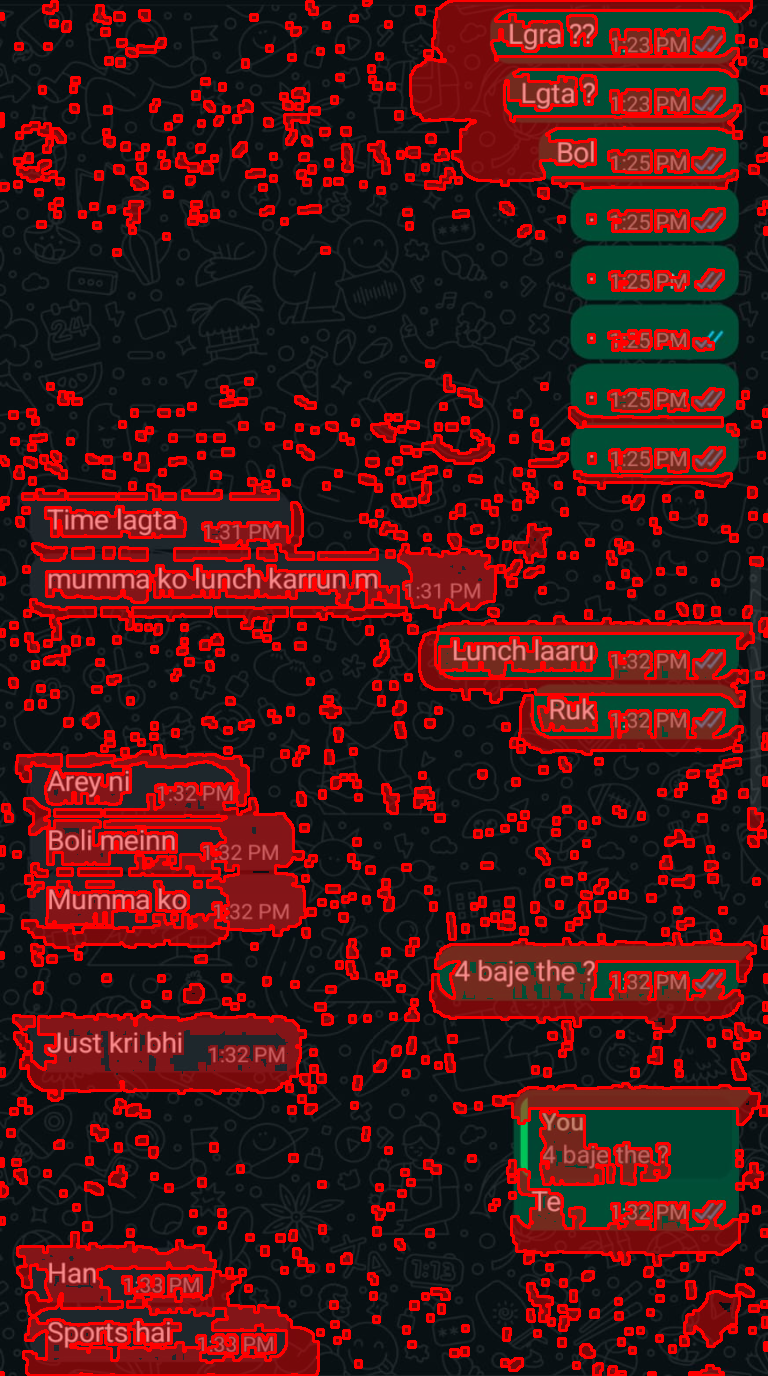 Lgra ?? 1:23 PM
Lgta ? 1:23 PM
Bol 1:25 PM
. 1:25 PM
. 1:25 PM
. 1:25 PM
. 1:25 PM
. 1:25 PM
Time lagta 1:31 PM
mumma ko lunch karrun m 1:31 PM
Lunch laaru 1:32 PM
Ruk 1:32 PM
Arey ni 1:32 PM
Boli meinn 1:32 PM
Mumma ko 1:32 PM
4 baje the ? 1:32 PM
Just kri bhi 1:32 PM
You
4 baje the ?
Te 1:32 PM
Han 1:33 PM
Sports hai 1:33 PM